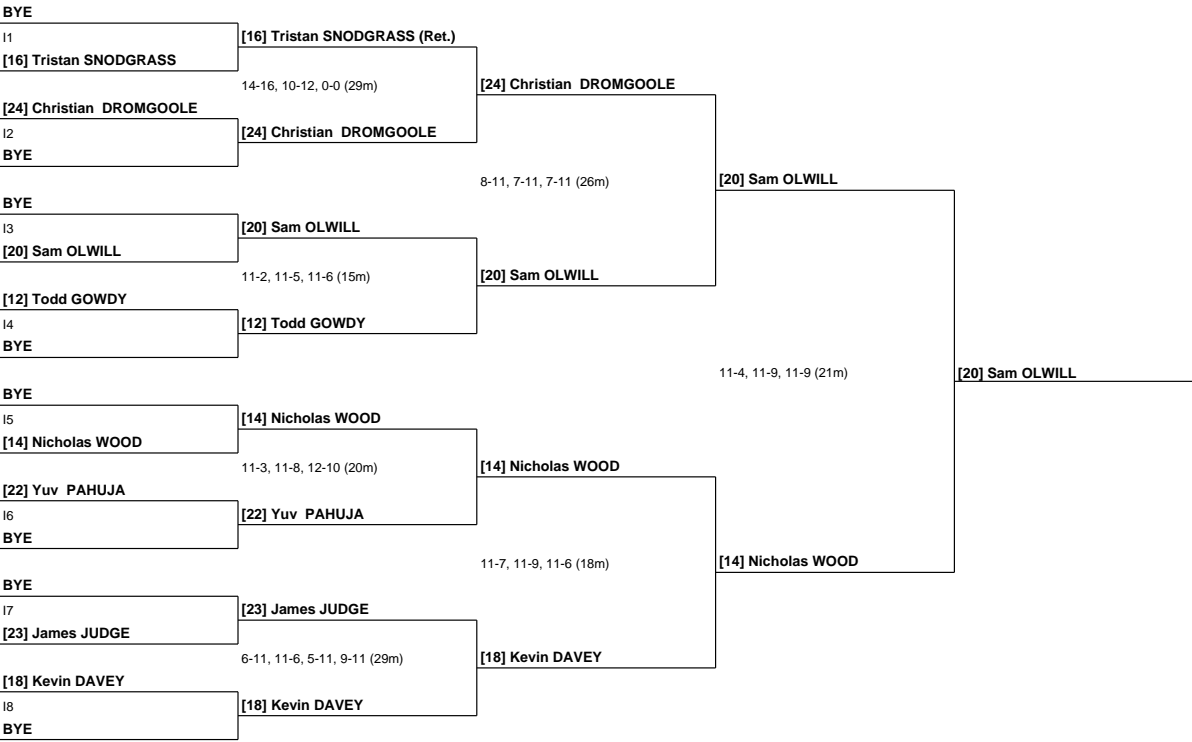 BYE
I1
[16] Tristan SNODGRASS
[24] Christian DROMGOOLE
I2
BYE
BYE
I3
[20] Sam OLWILL
[12] Todd GOWDY
I4
BYE
BYE
I5
[14] Nicholas WOOD
[22] Yuv PAHUJA
I6
BYE
BYE
I7
[23] James JUDGE
[18] Kevin DAVEY
I8
BYE
[16] Tristan SNODGRASS (Ret.)
14-16, 10-12, 0-0 (29m)
[24] Christian DROMGOOLE
[20] Sam OLWILL
11-2, 11-5, 11-6 (15m)
[12] Todd GOWDY
[14] Nicholas WOOD
11-3, 11-8, 12-10 (20m)
[22] Yuv PAHUJA
[23] James JUDGE
6-11, 11-6, 5-11, 9-11 (29m)
[18] Kevin DAVEY
[24] Christian DROMGOOLE
8-11, 7-11, 7-11 (26m)
[20] Sam OLWILL
[14] Nicholas WOOD
11-7, 11-9, 11-6 (18m)
[18] Kevin DAVEY
[20] Sam OLWILL
11-4, 11-9, 11-9 (21m)
[14] Nicholas WOOD
[20] Sam OLWILL